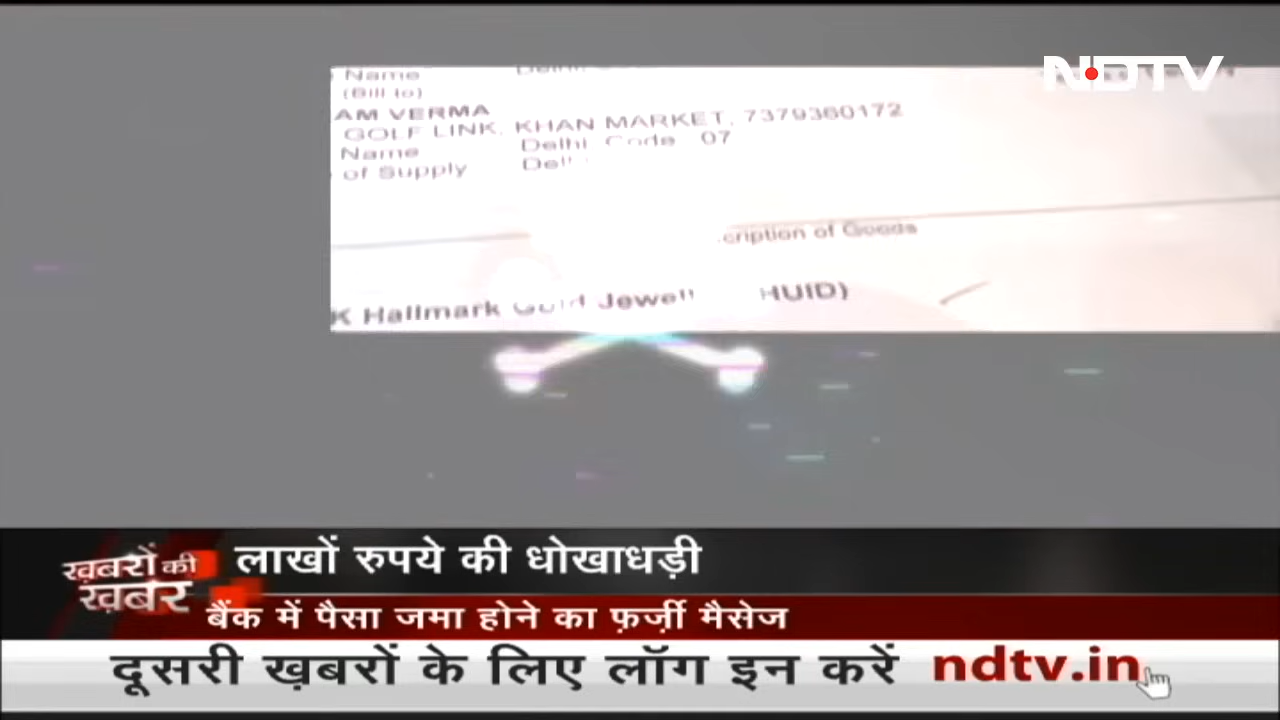 NDTV
Name
(Bill to)
AM VERMA
GOLF LINK, KHAN MARKET, 7379360172
Name Delhi, Code 07
of Supply
cription of Goods
K Hallmark Gold HUID)
ख़बरों की
ख़बर
लाखों रुपये की धोखाधड़ी
बैंक में पैसा जमा होने का फ़र्ज़ी मैसेज
दूसरी ख़बरों के लिए लॉग इन करें ndtv.in